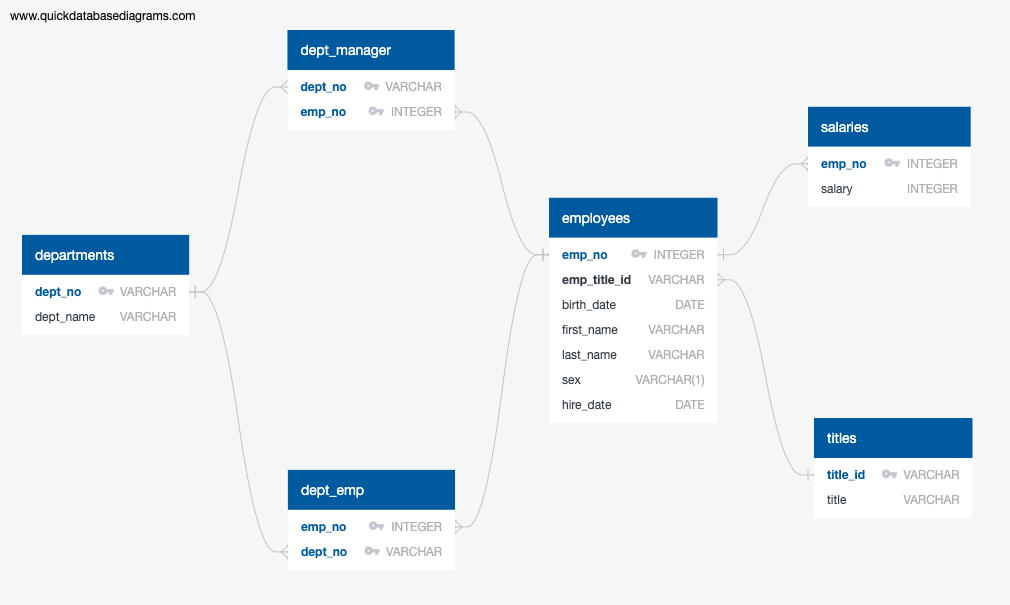 www.quickdatabasediagrams.com
dept_manager
dept_no VARCHAR
emp_no INTEGER
salaries
emp_no INTEGER
salary INTEGER
employees
emp_no INTEGER
emp_title_id VARCHAR
birth_date DATE
first_name VARCHAR
last_name VARCHAR
sex VARCHAR(1)
hire_date DATE
departments
dept_no VARCHAR
dept_name VARCHAR
titles
title_id VARCHAR
title VARCHAR
dept_emp
emp_no INTEGER
dept_no VARCHAR